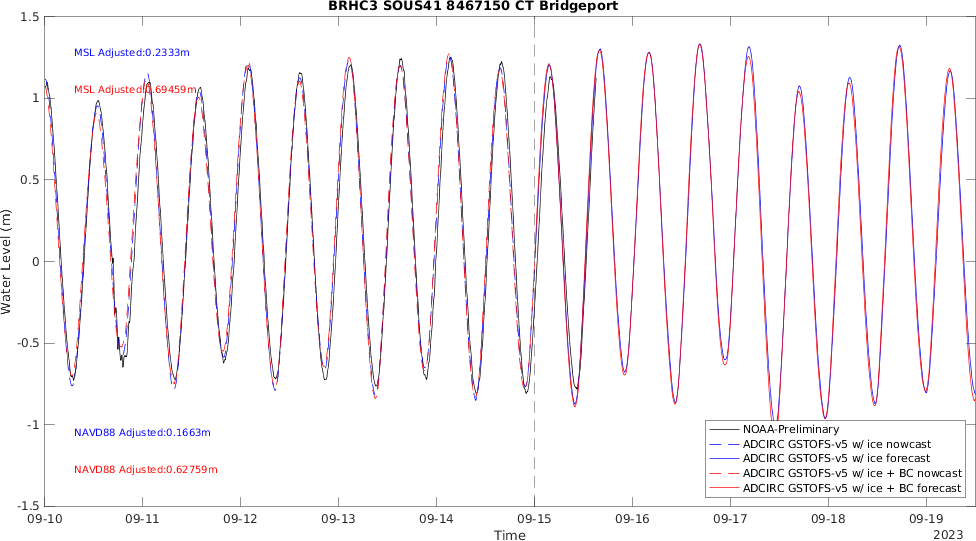 BRHC3 SOUS41 8467150 CT Bridgeport
1.5
1
0.5
0
-0.5
-1
-1.5
Water Level (m)
MSL Adjusted:0.2333m
MSL Adjusted:0.69459m
NAVD88 Adjusted:0.1663m
NAVD88 Adjusted:0.62759m
NOAA-Preliminary
ADCIRC GSTOFS-v5 w/ ice nowcast
ADCIRC GSTOFS-v5 w/ ice forecast
ADCIRC GSTOFS-v5 w/ ice + BC nowcast
ADCIRC GSTOFS-v5 w/ ice + BC forecast
09-10 09-11 09-12 09-13 09-14 09-15 09-16 09-17 09-18 09-19
Time
2023